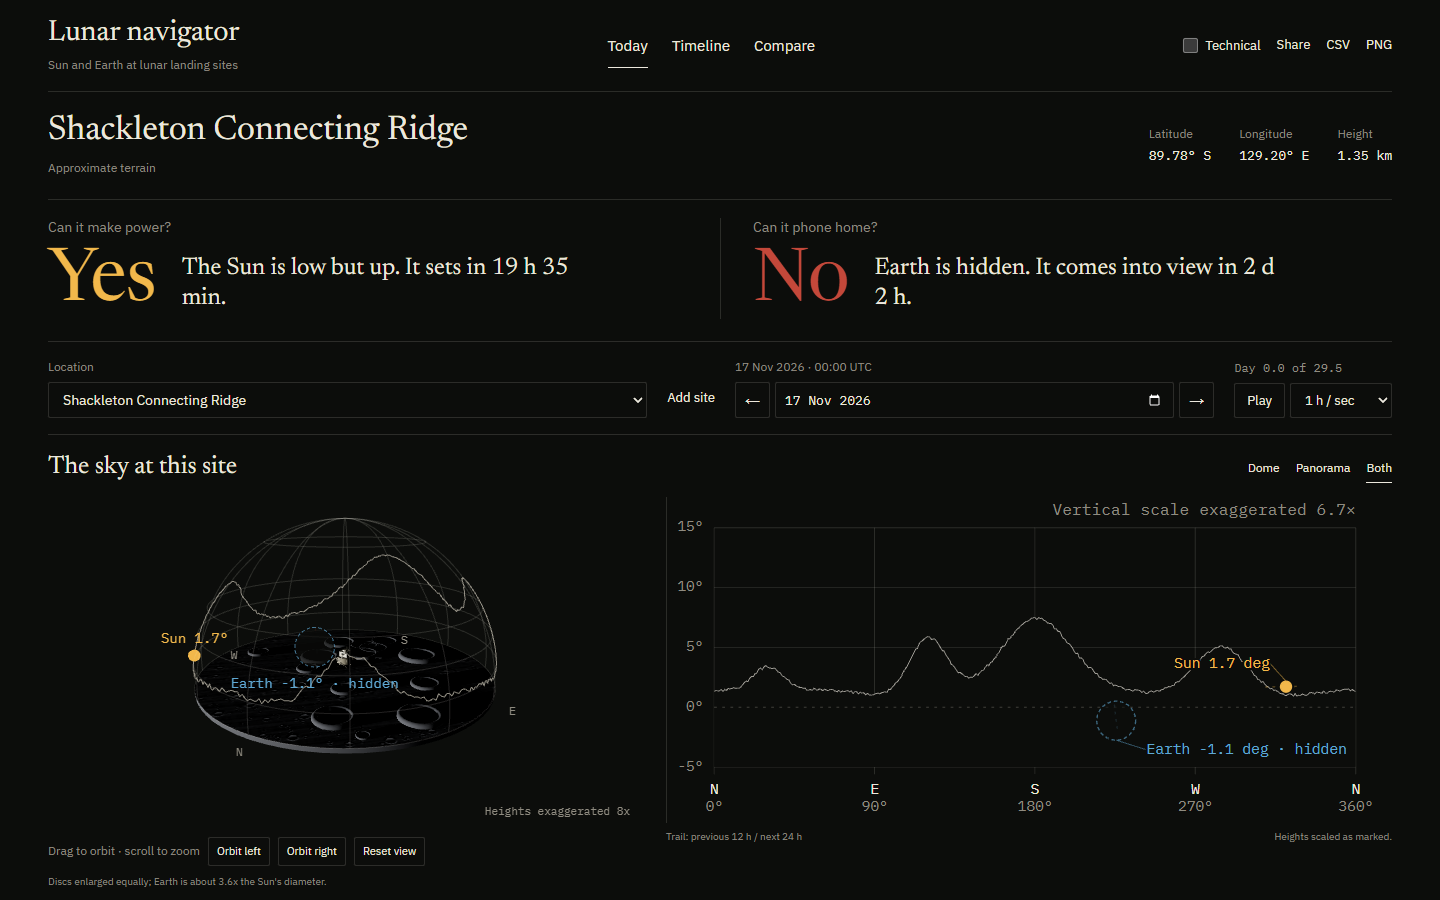 Lunar navigator
Sun and Earth at lunar landing sites
Today Timeline Compare
Technical Share CSV PNG
Shackleton Connecting Ridge
Approximate terrain
Latitude Longitude Height
89.78° S 129.20° E 1.35 km
Can it make power?
Yes
The Sun is low but up. It sets in 19 h 35
min.
Can it phone home?
No
Earth is hidden. It comes into view in 2 d
2 h.
Location
Shackleton Connecting Ridge
Add site
17 Nov 2026 · 00:00 UTC
← 17 Nov 2026 →
Day 0.0 of 29.5
Play 1 h / sec
The sky at this site
Dome Panorama Both
Sun 1.7°
W
S
Earth -1.1° · hidden
E
N
Heights exaggerated 8x
Vertical scale exaggerated 6.7×
15°
10°
5°
0°
-5°
Sun 1.7 deg
Earth -1.1 deg · hidden
N E S W N
0° 90° 180° 270° 360°
Trail: previous 12 h / next 24 h
Heights scaled as marked.
Drag to orbit · scroll to zoom Orbit left Orbit right Reset view
Discs enlarged equally; Earth is about 3.6x the Sun's diameter.